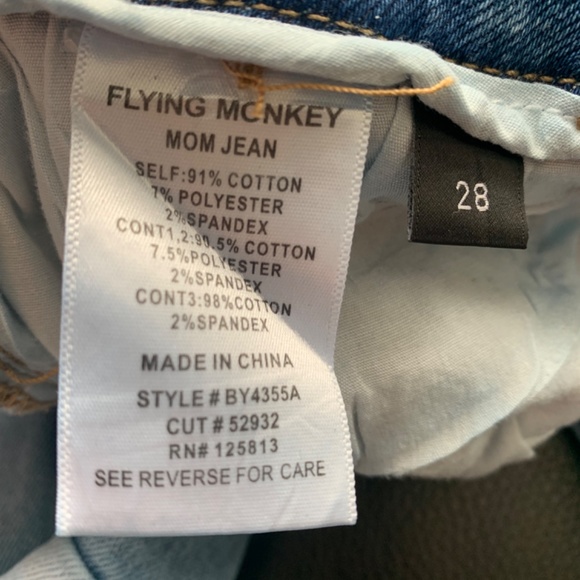 FLYING MONKEY
MOM JEAN
SELF:91% COTTON
7% POLYESTER
2%SPANDEX
CONT1,2:90.5% COTTON
7.5%POLYESTER
2%SPANDEX
CONT3:98%COTTON
2%SPANDEX
MADE IN CHINA
STYLE # BY4355A
CUT # 52932
RN# 125813
SEE REVERSE FOR CARE
28